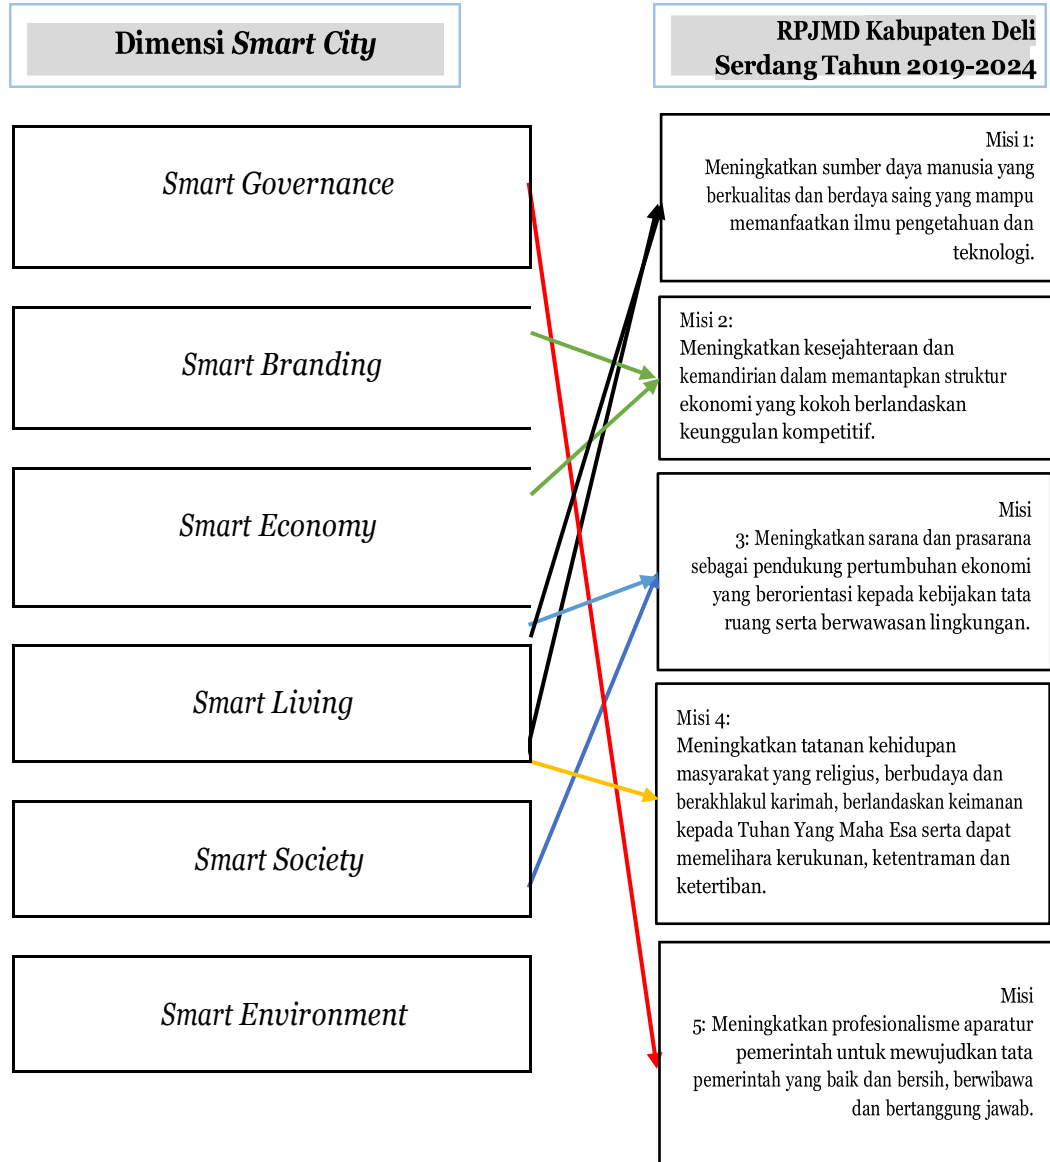 Dimensi Smart City
Smart Governance
Smart Branding
Smart Economy
Smart Living
Smart Society
Smart Environment
RPJMD Kabupaten Deli
Serdang Tahun 2019-2024
Misi 1:
Meningkatkan sumber daya manusia yang
berkualitas dan berdaya saing yang mampu
memanfaatkan ilmu pengetahuan dan
teknologi.
Misi 2:
Meningkatkan kesejahteraan dan
kemandirian dalam memantapkan struktur
ekonomi yang kokoh berlandaskan
keunggulan kompetitif.
Misi
3: Meningkatkan sarana dan prasarana
sebagai pendukung pertumbuhan ekonomi
yang berorientasi kepada kebijakan tata
ruang serta berwawasan lingkungan.
Misi 4:
Meningkatkan tatanan kehidupan
masyarakat yang religius, berbudaya dan
berakhlakul karimah, berlandaskan keimanan
kepada Tuhan Yang Maha Esa serta dapat
memelihara kerukunan, ketentraman dan
ketertiban.
Misi
5: Meningkatkan profesionalisme aparatur
pemerintah untuk mewujudkan tata
pemerintah yang baik dan bersih, berwibawa
dan bertanggung jawab.